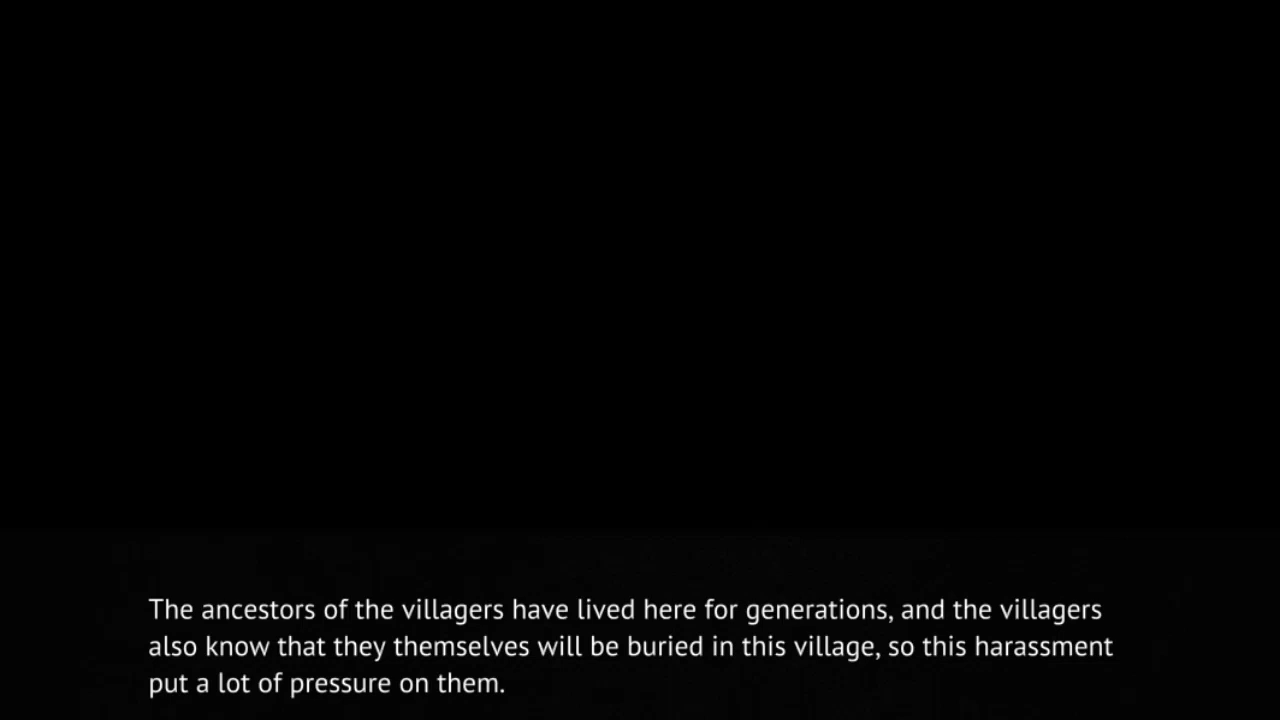 The ancestors of the villagers have lived here for generations, and the villagers
also know that they themselves will be buried in this village, so this harassment
put a lot of pressure on them.